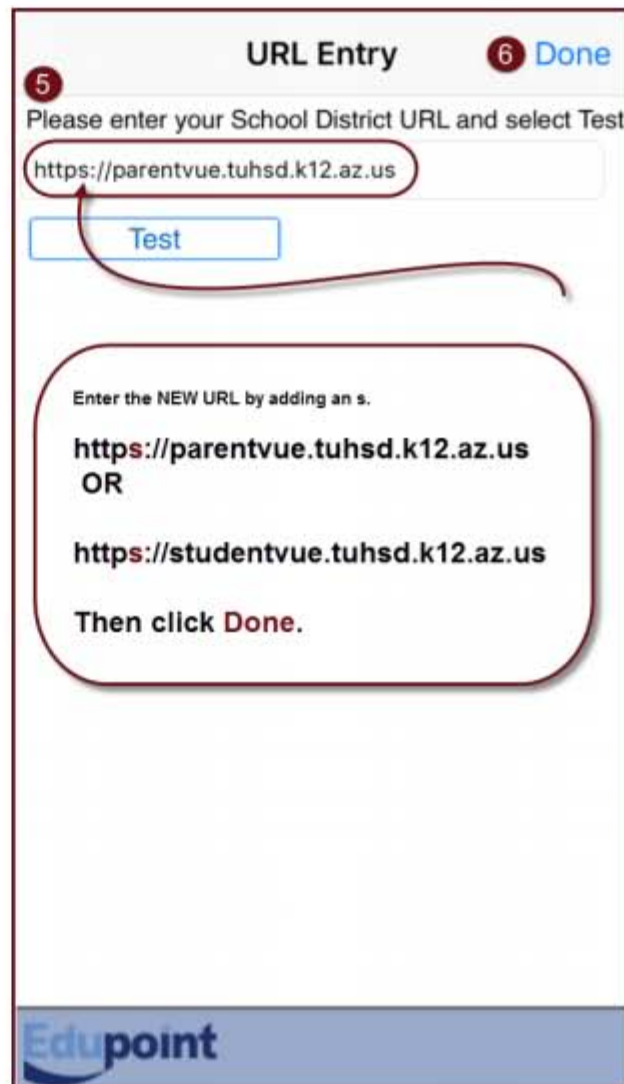 URL Entry
6 Done
5
Please enter your School District URL and select Test
https://parentvue.tuhsd.k12.az.us
Test
Enter the NEW URL by adding an s.
https://parentvue.tuhsd.k12.az.us
OR
https://studentvue.tuhsd.k12.az.us
Then click Done.
Edupoint